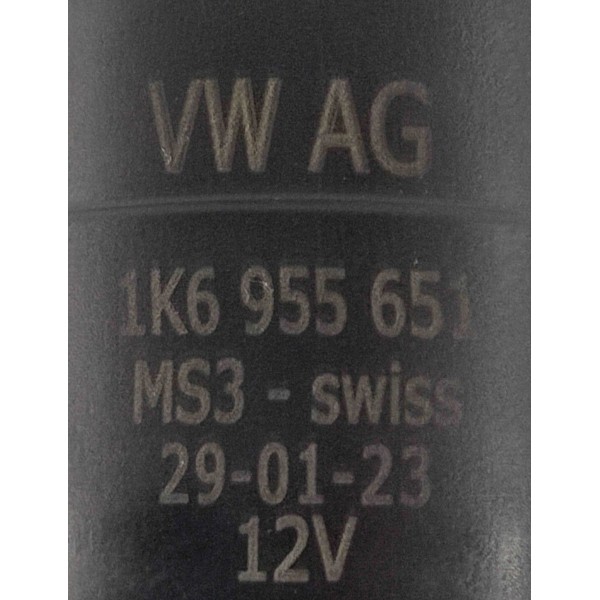 VW AG
1K6 955 651
MS3 - swiss
29-01-23
12V